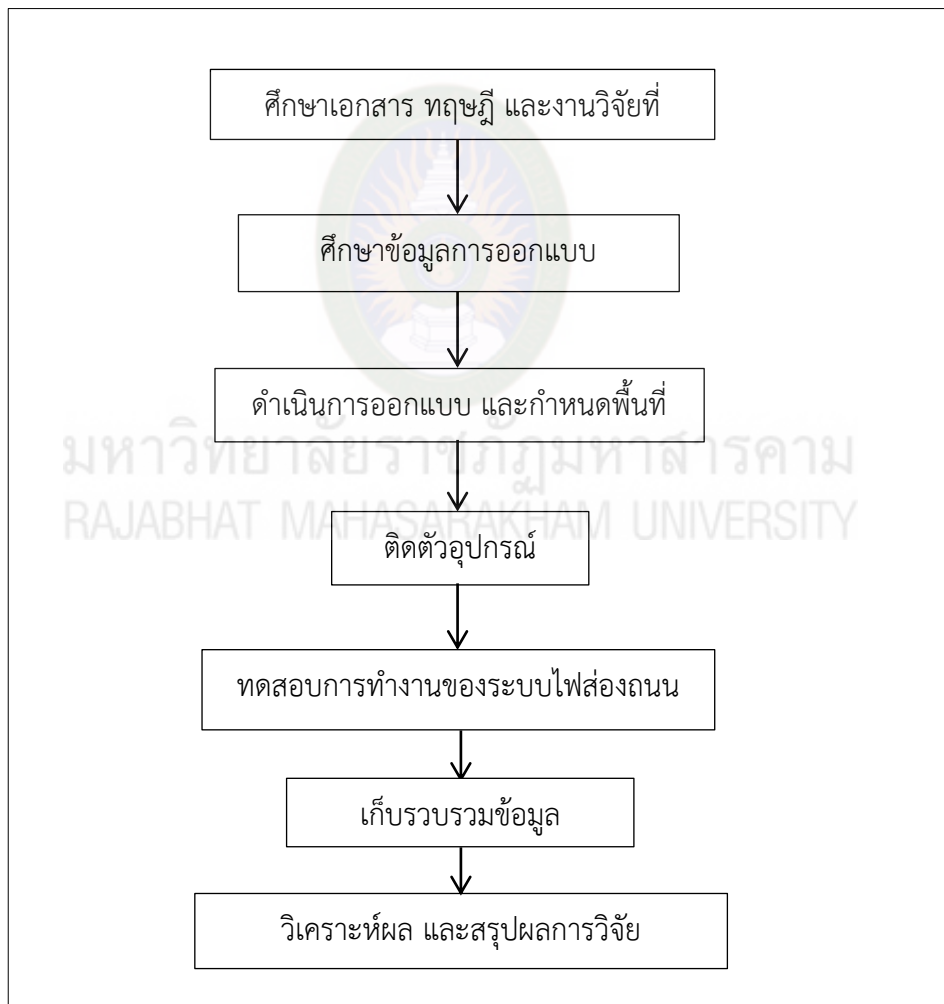 ศึกษาเอกสาร ทฤษฎี และงานวิจัยที่
ศึกษาข้อมูลการออกแบบ
ดำเนินการออกแบบ และกำหนดพื้นที่
มหาวิทยาลัยราชภัฏมหาสารคาม
RAJABHAT MAHASARAKHAM UNIVERSITY
ติดตัวอุปกรณ์
ทดสอบการทำงานของระบบไฟส่องถนน
เก็บรวบรวมข้อมูล
วิเคราะห์ผล และสรุปผลการวิจัย